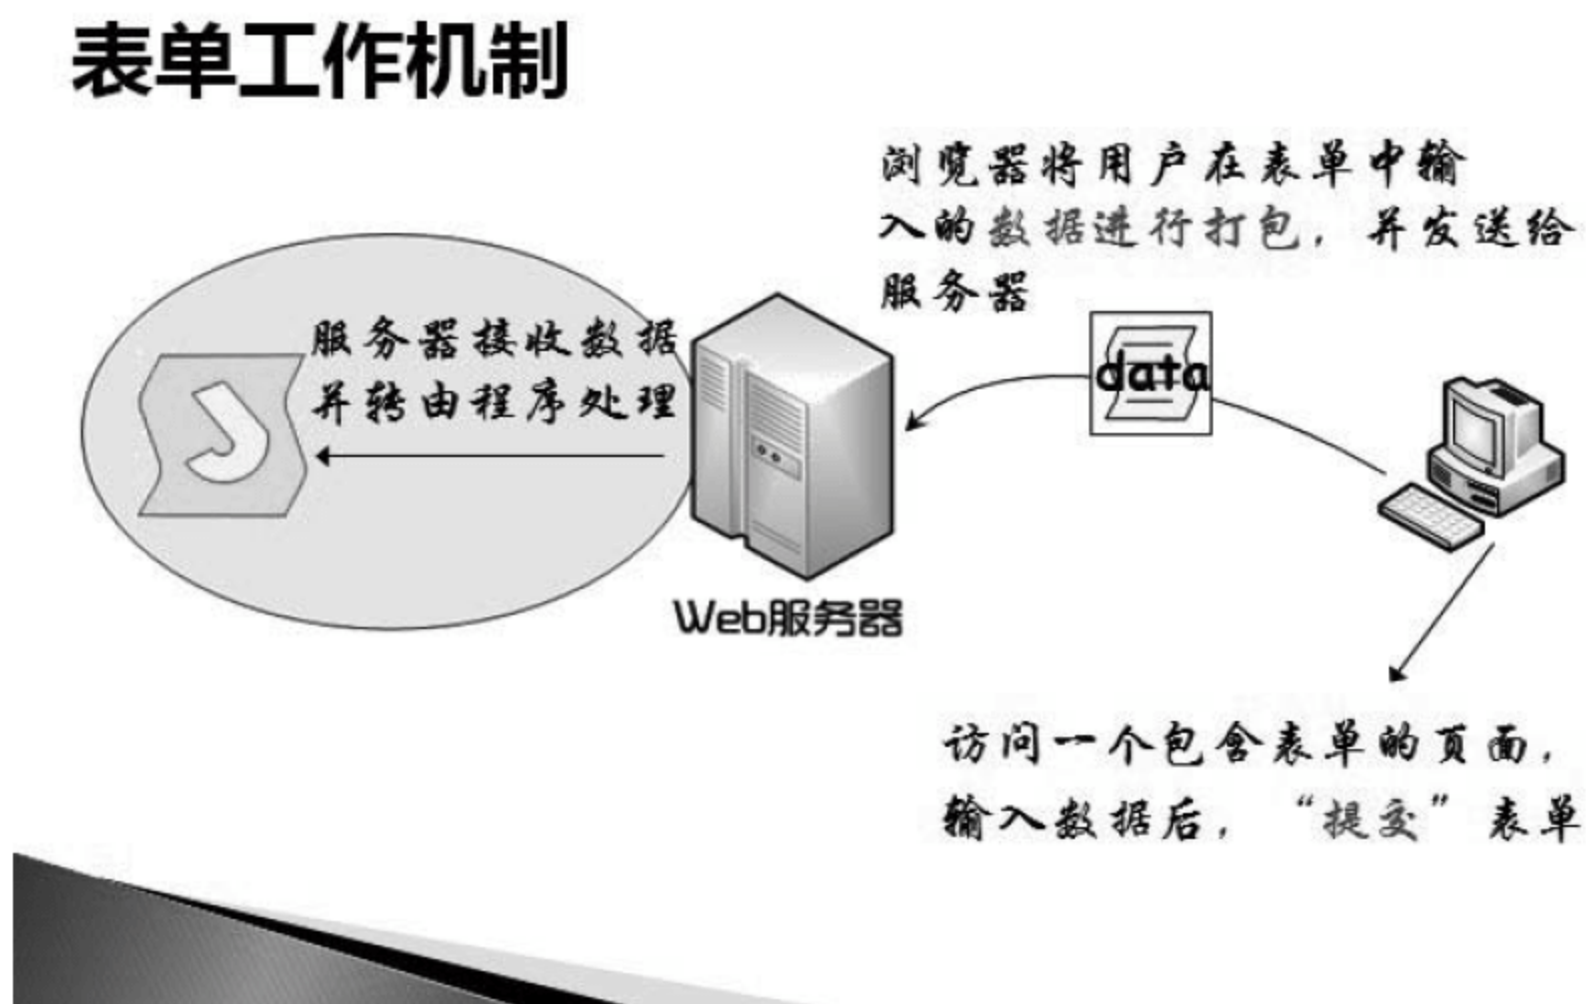 表单工作机制
浏览器将用户在表单中输
入的数据进行打包，并发送给
服务器
服务器接收数据
并转由程序处理
data
Web服务器
访问一个包含表单的页面，
输入数据后，“提交”表单